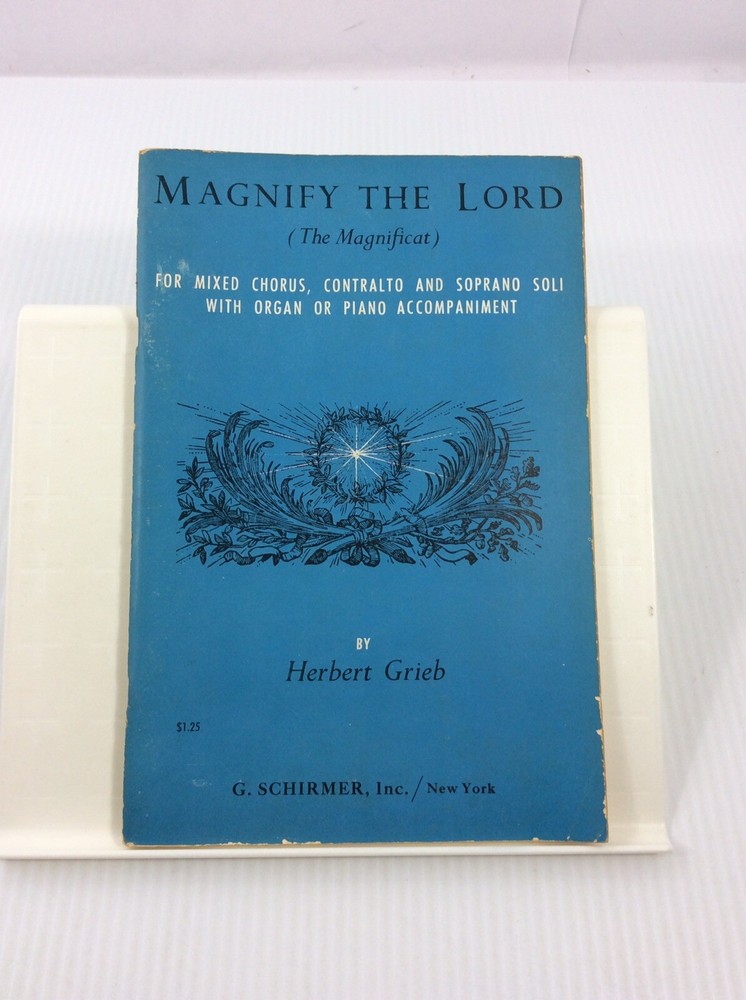 MAGNIFY THE LORD
(The Magnificat)
FOR MIXED CHORUS, CONTRALTO AND SOPRANO SOLI
WITH ORGAN OR PIANO ACCOMPANIMENT
BY
Herbert Grieb
$1.25
G. SCHIRMER, Inc. / New York